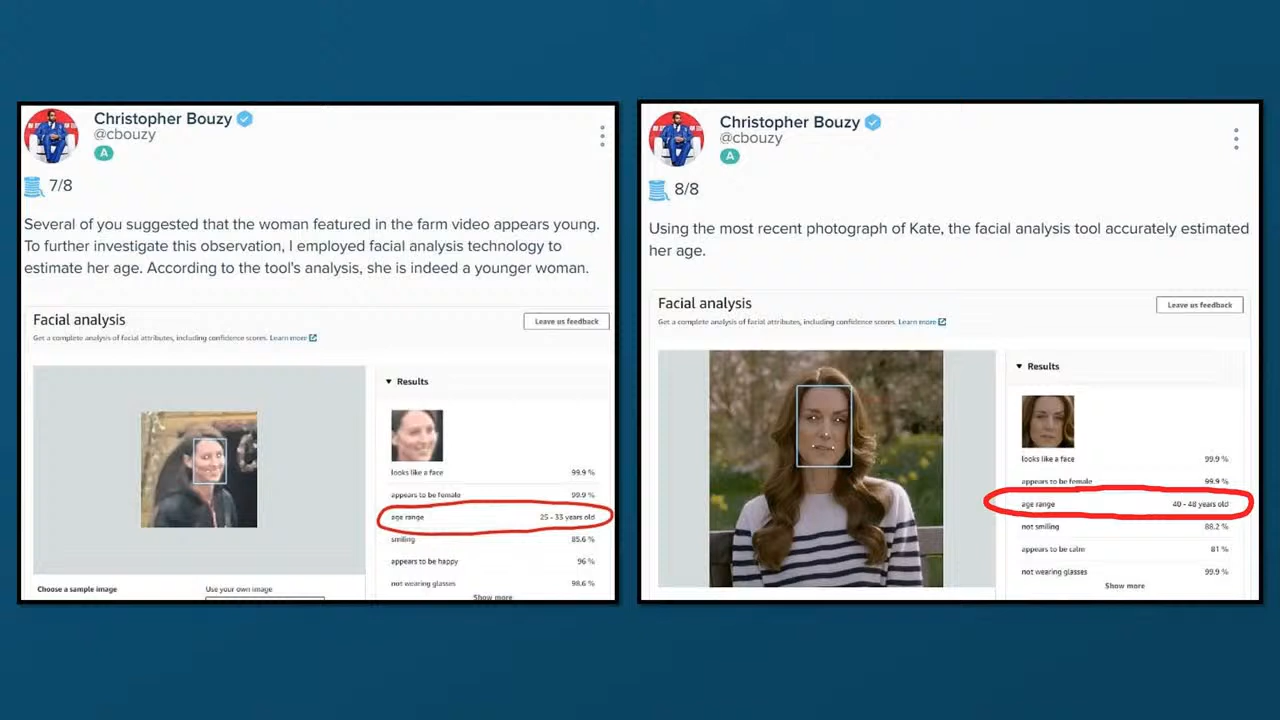 Christopher Bouzy
@cbouzy
A
7/8
Several of you suggested that the woman featured in the farm video appears young.
To further investigate this observation, I employed facial analysis technology to
estimate her age. According to the tool's analysis, she is indeed a younger woman.
Facial analysis
Leave us feedback
Get a complete analysis of facial attributes, including confidence scores. Learn more
Results
looks like a face 99.9 %
appears to be female 99.9 %
age range 25 - 33 years old
smiling 85.6 %
appears to be happy 96 %
not wearing glasses 98.6 %
Show more
Choose a sample image
Use your own image
Christopher Bouzy
@cbouzy
A
8/8
Using the most recent photograph of Kate, the facial analysis tool accurately estimated
her age.
Facial analysis
Leave us feedback
Get a complete analysis of facial attributes, including confidence scores. Learn more
Results
looks like a face 99.9 %
appears to be female 99.9 %
age range 40 - 48 years old
not smiling 88.2 %
appears to be calm 81 %
not wearing glasses 99.9 %
Show more